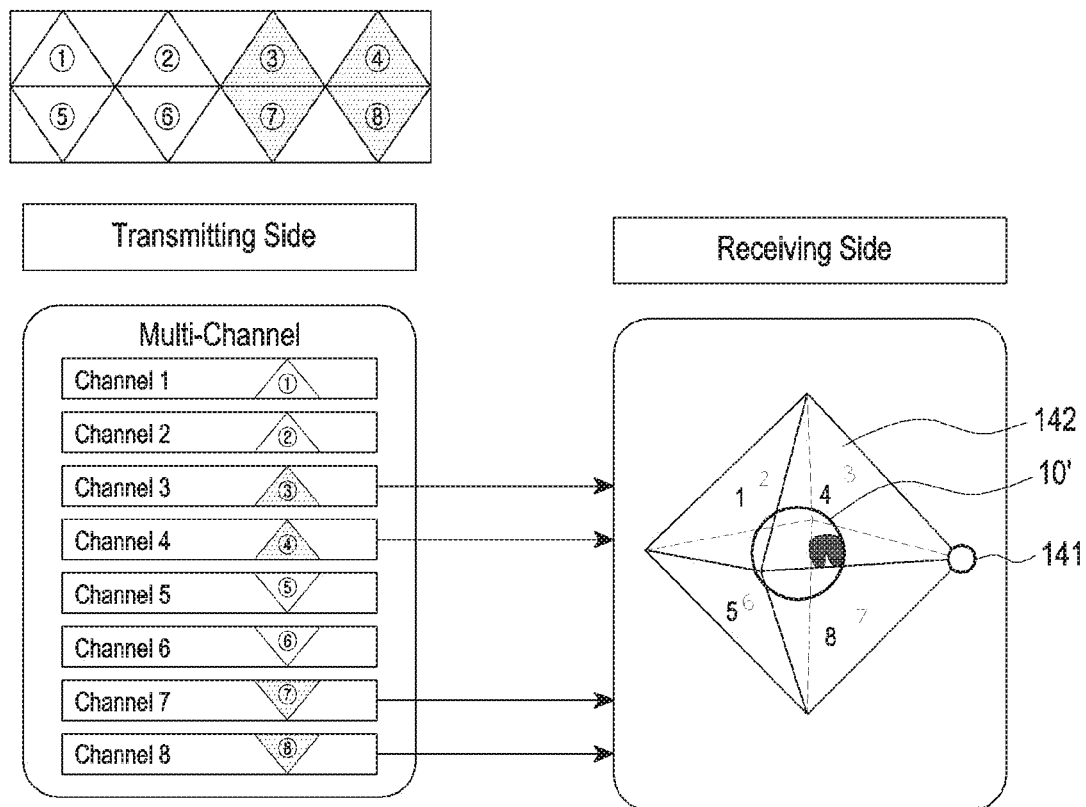 ① ② ③ ④
⑤ ⑥ ⑦ ⑧
Transmitting Side
Receiving Side
Multi-Channel
Channel 1 ①
Channel 2 ②
Channel 3 ③
Channel 4 ④
Channel 5 ⑤
Channel 6 ⑥
Channel 7 ⑦
Channel 8 ⑧
142
10'
141
1 2 4 3
5 6 8 7